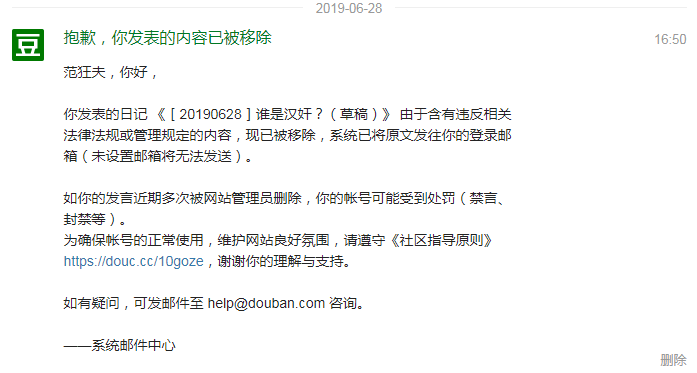 2019-06-28
豆
抱歉，你发表的内容已被移除
16:50
范狂夫，你好，
你发表的日记 《［20190628］谁是汉奸？（草稿）》 由于含有违反相关
法律法规或管理规定的内容，现已被移除，系统已将原文发往你的登录邮
箱（未设置邮箱将无法发送）。
如你的发言近期多次被网站管理员删除，你的帐号可能受到处罚（禁言、
封禁等）。
为确保帐号的正常使用，维护网站良好氛围，请遵守《社区指导原则》
https://douc.cc/10goze，谢谢你的理解与支持。
如有疑问，可发邮件至 help@douban.com 咨询。
——系统邮件中心
删除